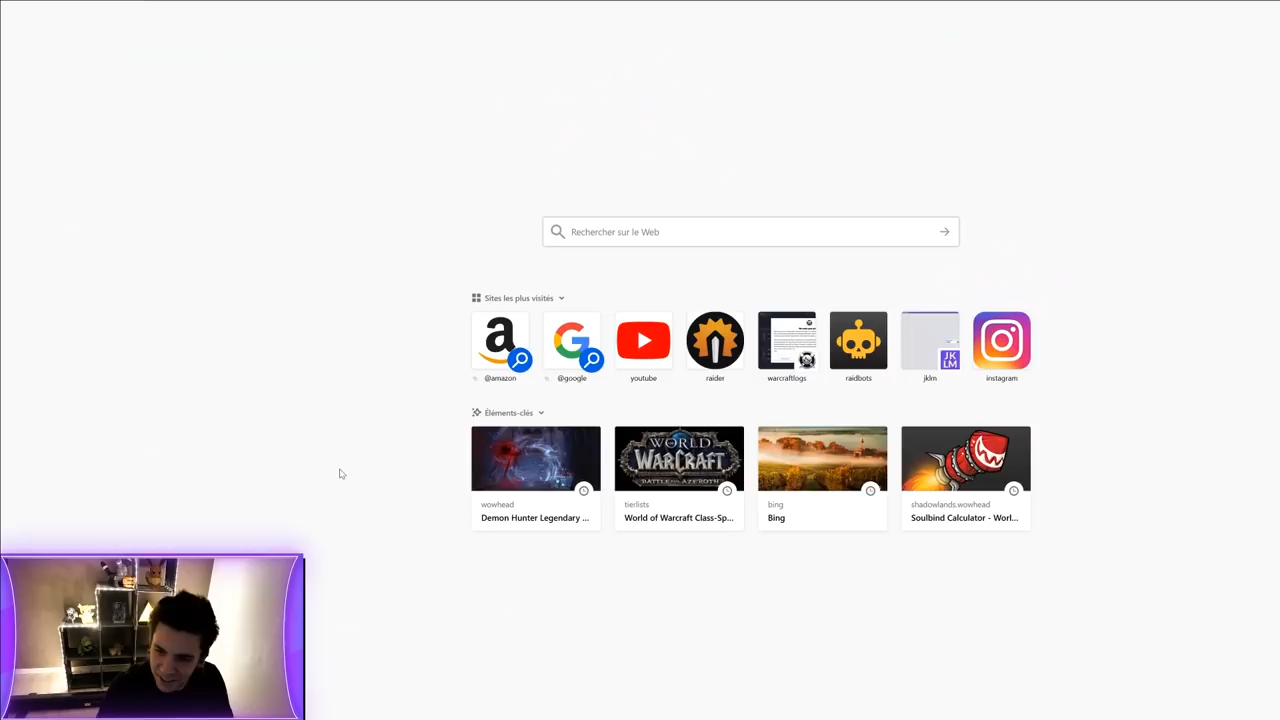 Rechercher sur le Web
Sites les plus visités
@amazon
@google
youtube
raider
warcraftlogs
raidbots
JK
LM
jklm
instagram
Éléments-clés
WORLD
WARCRAFT
BATTLE FOR AZEROTH
wowhead
Demon Hunter Legendary ...
tierlists
World of Warcraft Class-Sp...
bing
Bing
shadowlands.wowhead
Soulbind Calculator - Worl...